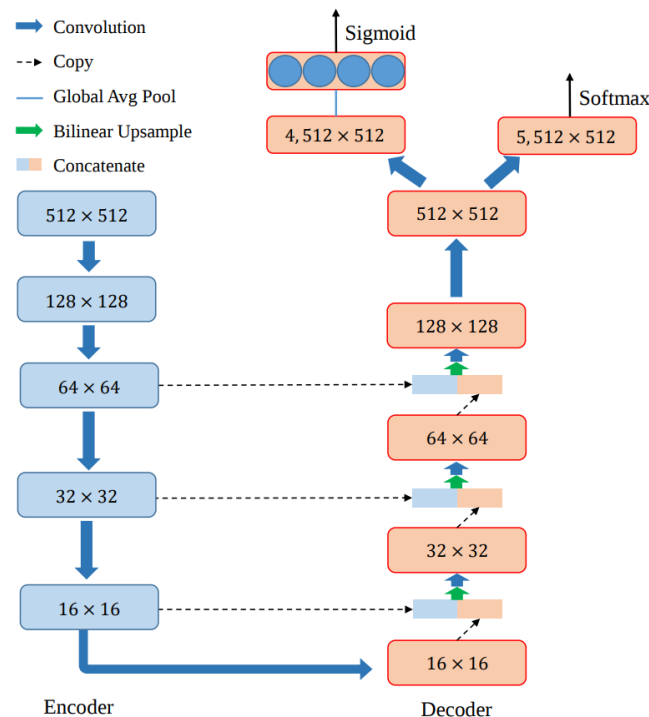 Convolution
Copy
Global Avg Pool
Bilinear Upsample
Concatenate
512 × 512
128 × 128
64 × 64
32 × 32
16 × 16
Encoder
Sigmoid
4, 512 × 512
Softmax
5, 512 × 512
512 × 512
128 × 128
64 × 64
32 × 32
16 × 16
Decoder